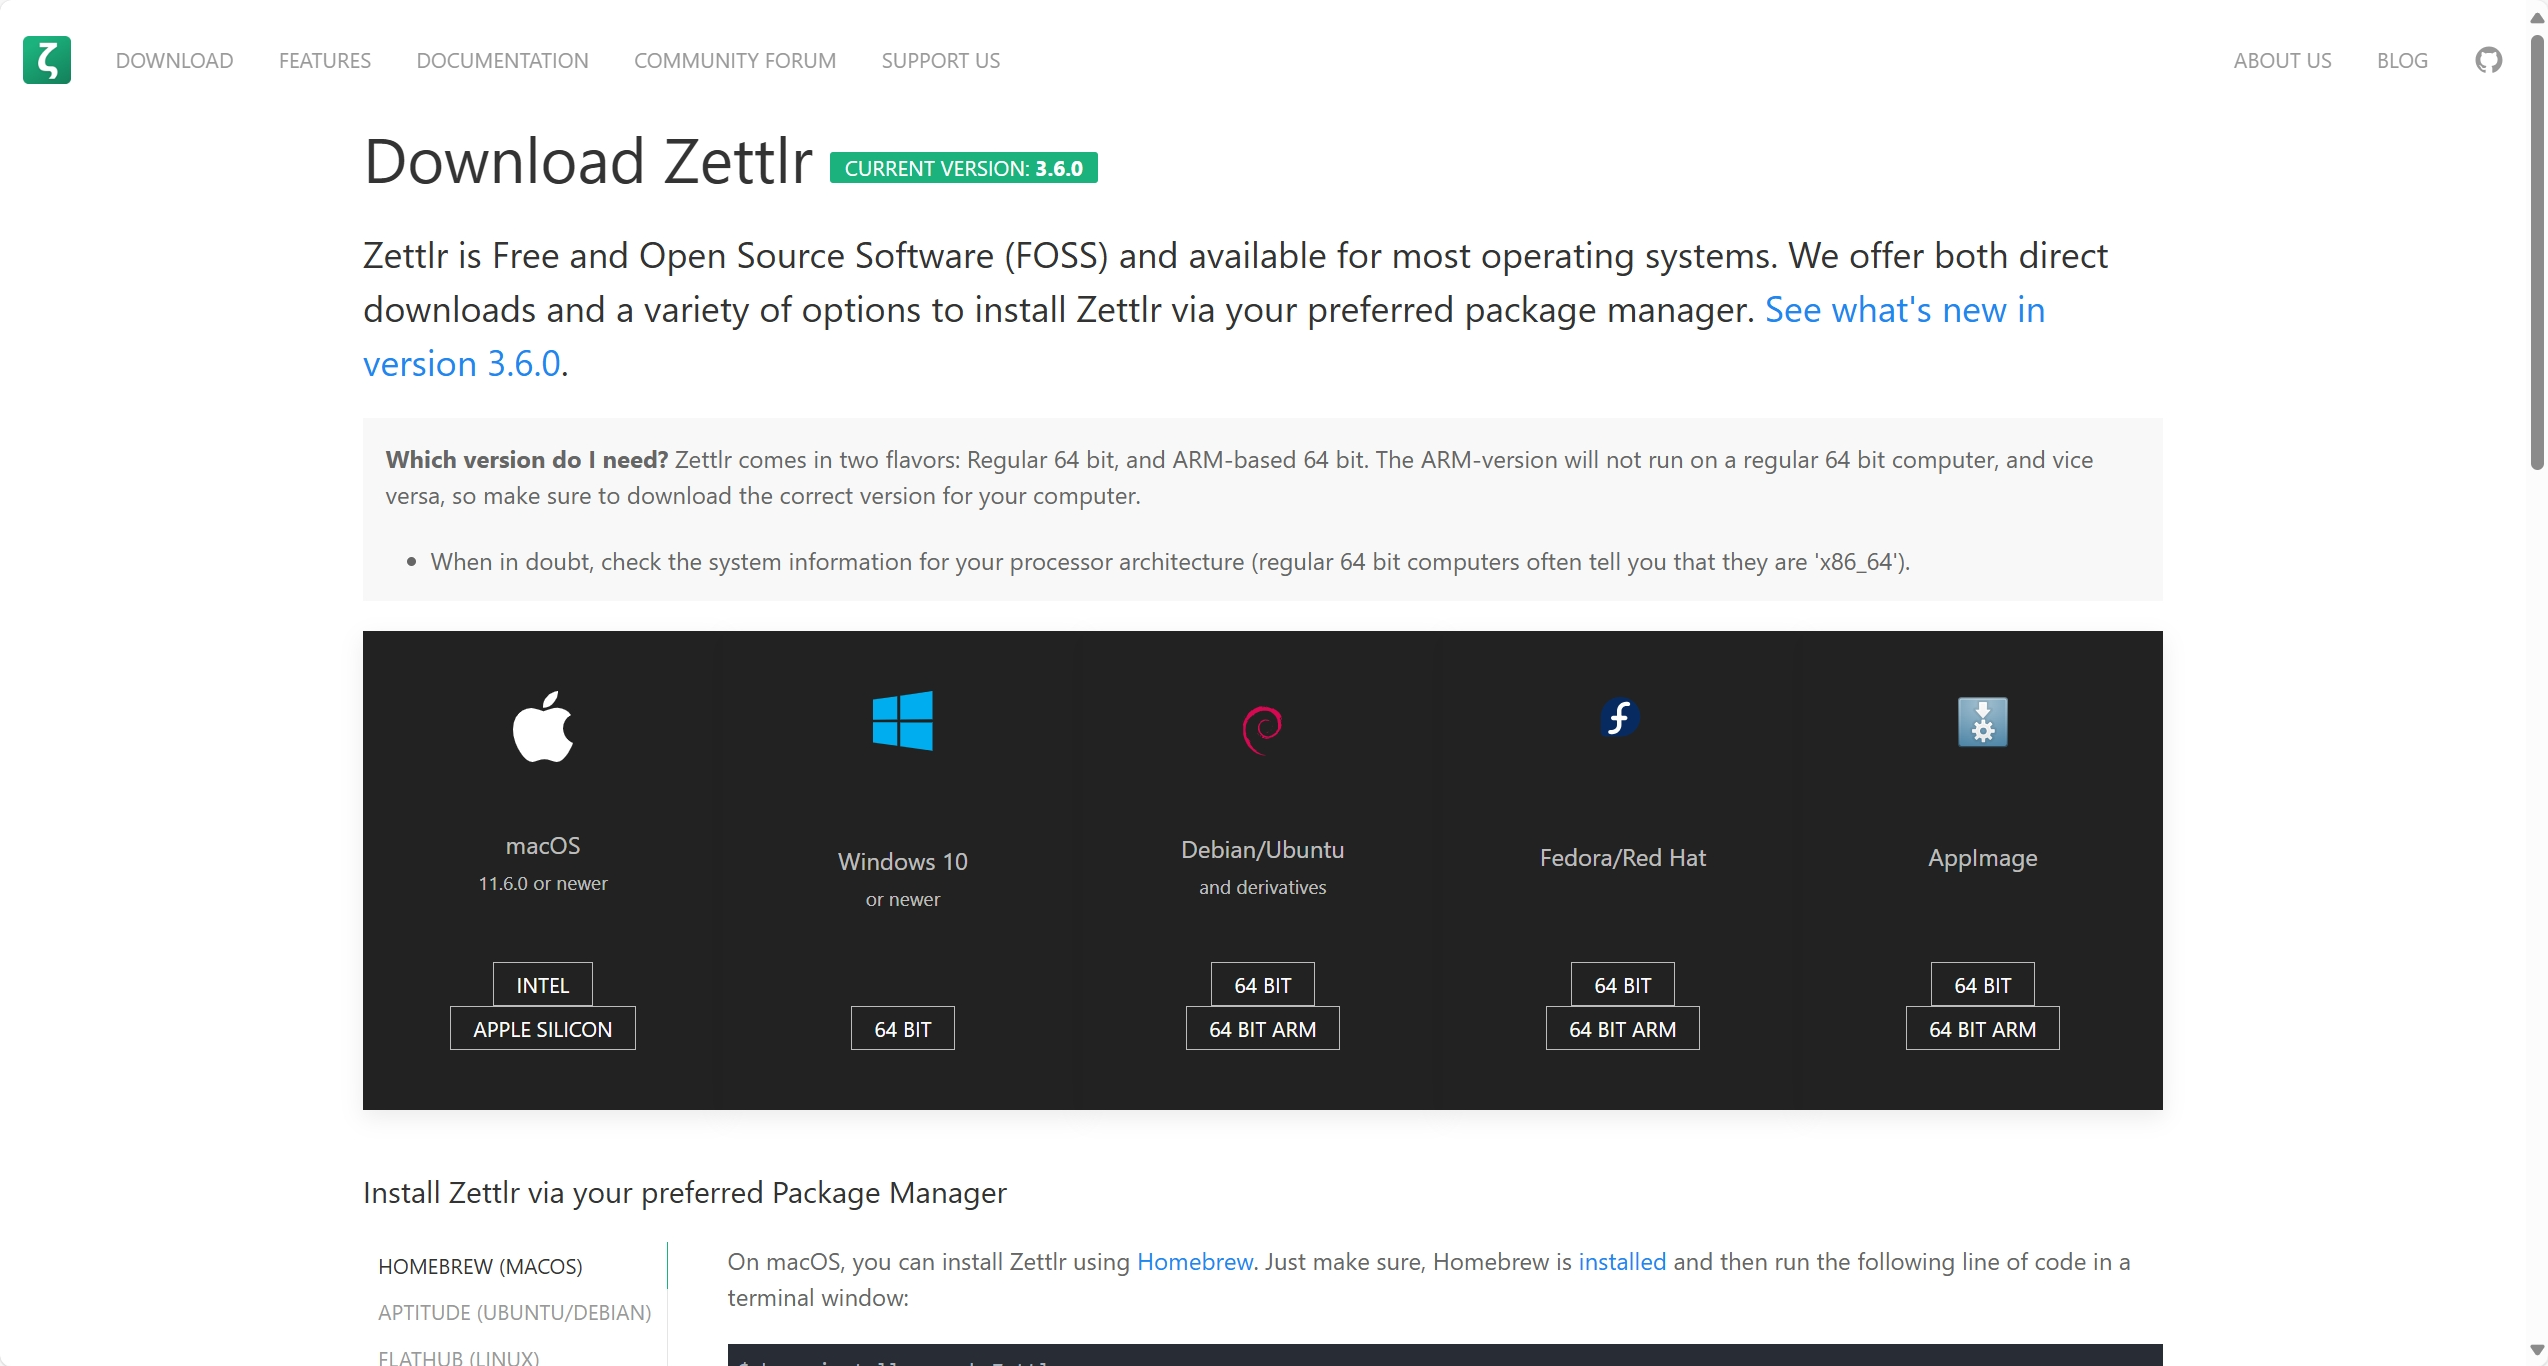 ζ DOWNLOAD FEATURES DOCUMENTATION COMMUNITY FORUM SUPPORT US ABOUT US BLOG
Download Zettlr CURRENT VERSION: 3.6.0
Zettlr is Free and Open Source Software (FOSS) and available for most operating systems. We offer both direct
downloads and a variety of options to install Zettlr via your preferred package manager. See what's new in
version 3.6.0.
Which version do I need? Zettlr comes in two flavors: Regular 64 bit, and ARM-based 64 bit. The ARM-version will not run on a regular 64 bit computer, and vice
versa, so make sure to download the correct version for your computer.
• When in doubt, check the system information for your processor architecture (regular 64 bit computers often tell you that they are 'x86_64').
macOS
11.6.0 or newer
INTEL
APPLE SILICON
Windows 10
or newer
64 BIT
Debian/Ubuntu
and derivatives
64 BIT
64 BIT ARM
Fedora/Red Hat
64 BIT
64 BIT ARM
AppImage
64 BIT
64 BIT ARM
Install Zettlr via your preferred Package Manager
HOMEBREW (MACOS)
APTITUDE (UBUNTU/DEBIAN)
FLATHUB (LINUX)
On macOS, you can install Zettlr using Homebrew. Just make sure, Homebrew is installed and then run the following line of code in a
terminal window: